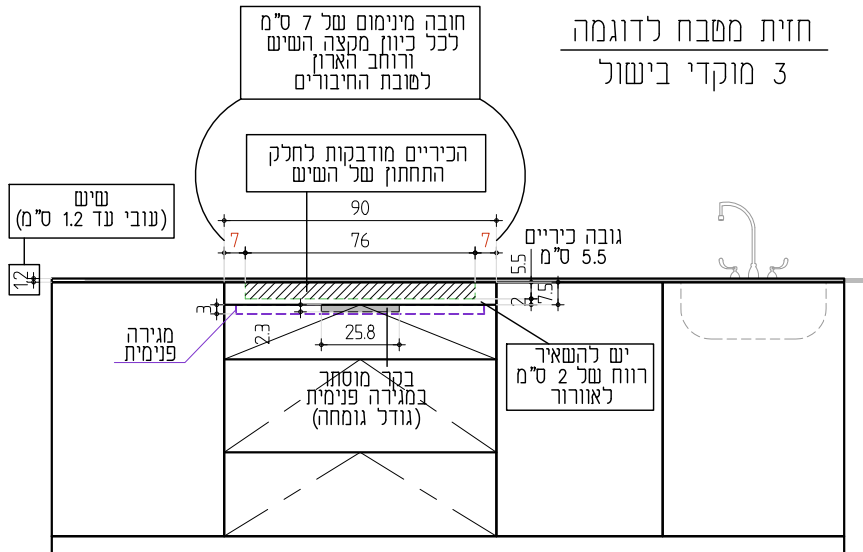 חזית מטבח לדוגמה
3 מוקדי בישול
חובה מינימום של 7 ס"מ
לכל כיוון מקצה השיש
ורוחב הארון
לטובת החיבורים
הכיריים מודבקות לחלק
התחתון של השיש
שיש
(עובי עד 1.2 ס"מ)
90
7
76
7
גובה כיריים
5.5 ס"מ
1.2
5.5
2
7.5
3
2.3
25.8
מגירה
פנימית
בקר מוסתר
במגירה פנימית
(גודל גומחה)
יש להשאיר
רווח של 2 ס"מ
לאוורור